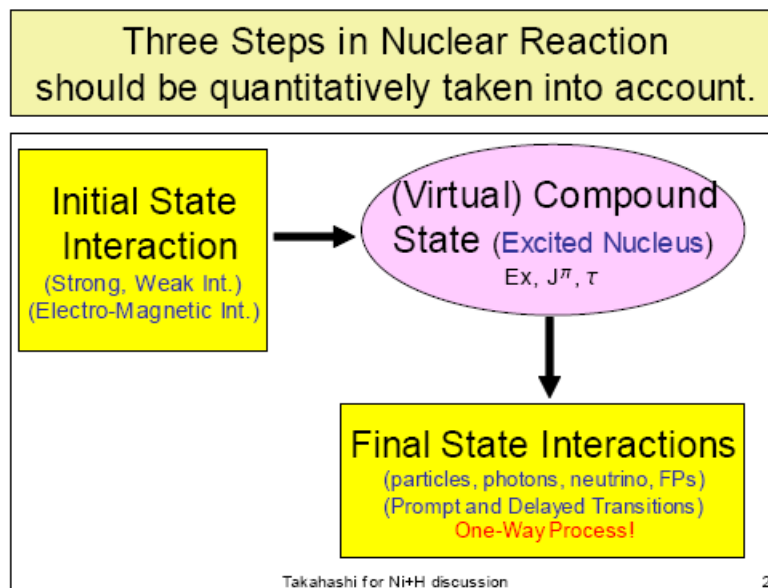 Three Steps in Nuclear Reaction
should be quantitatively taken into account.
Initial State
Interaction
(Strong, Weak Int.)
(Electro-Magnetic Int.)
(Virtual) Compound
State (Excited Nucleus)
Ex, J^π, τ
Final State Interactions
(particles, photons, neutrino, FPs)
(Prompt and Delayed Transitions)
One-Way Process!
Takahashi for Ni+H discussion
2